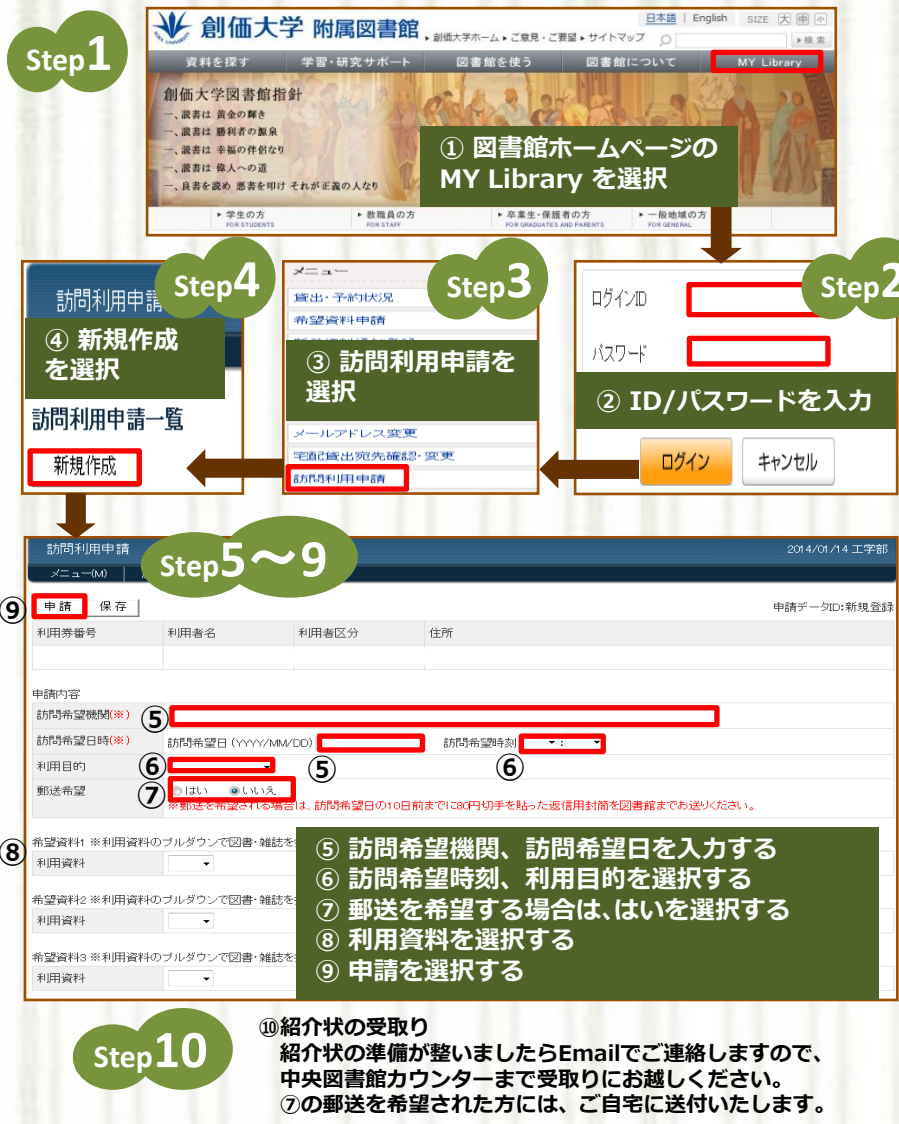 Step1
創価大学 附属図書館
創価大学ホーム ご意見・ご要望 サイトマップ
日本語 | English SIZE 大 中 小
検索
資料を探す 学習・研究サポート 図書館を使う 図書館について MY Library
創価大学図書館指針
一、読書は 黄金の輝き
一、読書は 勝利者の源泉
一、読書は 幸福の伴侶なり
一、読書は 偉人への道
一、良書を読め 悪書を叩け それが正義の人なり
① 図書館ホームページの
MY Library を選択
学生の方 教職員の方 卒業生・保護者の方 一般地域の方
FOR STUDENTS FOR STAFF FOR GRADUATES AND PARENTS FOR GENERAL
Step2
ログインID
パスワード
② ID/パスワードを入力
ログイン キャンセル
Step3
メニュー
貸出・予約状況
希望資料申請
③ 訪問利用申請を
選択
メールアドレス変更
宅配貸出宛先確認・変更
訪問利用申請
Step4
訪問利用申請
④ 新規作成
を選択
訪問利用申請一覧
新規作成
Step5～9
訪問利用申請 2014/01/14 工学部
メニュー(M)
⑨ 申請 保存
申請データID:新規登録
利用券番号 利用者名 利用者区分 住所
申請内容
訪問希望機関(※) ⑤
訪問希望日時(※) 訪問希望日 (YYYY/MM/DD) 訪問希望時刻 :
利用目的 ⑥ ⑤ ⑥
郵送希望 ⑦ はい いいえ
※郵送を希望される場合は、訪問希望日の10日前までに80円切手を貼った返信用封筒を図書館までお送りください。
⑧ 希望資料1 ※利用資料のプルダウンで図書・雑誌を
利用資料
希望資料2 ※利用資料のプルダウンで図書・雑誌を
利用資料
希望資料3 ※利用資料のプルダウンで図書・雑誌を
利用資料
⑤ 訪問希望機関、訪問希望日を入力する
⑥ 訪問希望時刻、利用目的を選択する
⑦ 郵送を希望する場合は、はいを選択する
⑧ 利用資料を選択する
⑨ 申請を選択する
Step10
⑩紹介状の受取り
紹介状の準備が整いましたらEmailでご連絡しますので、
中央図書館カウンターまで受取りにお越しください。
⑦の郵送を希望された方には、ご自宅に送付いたします。